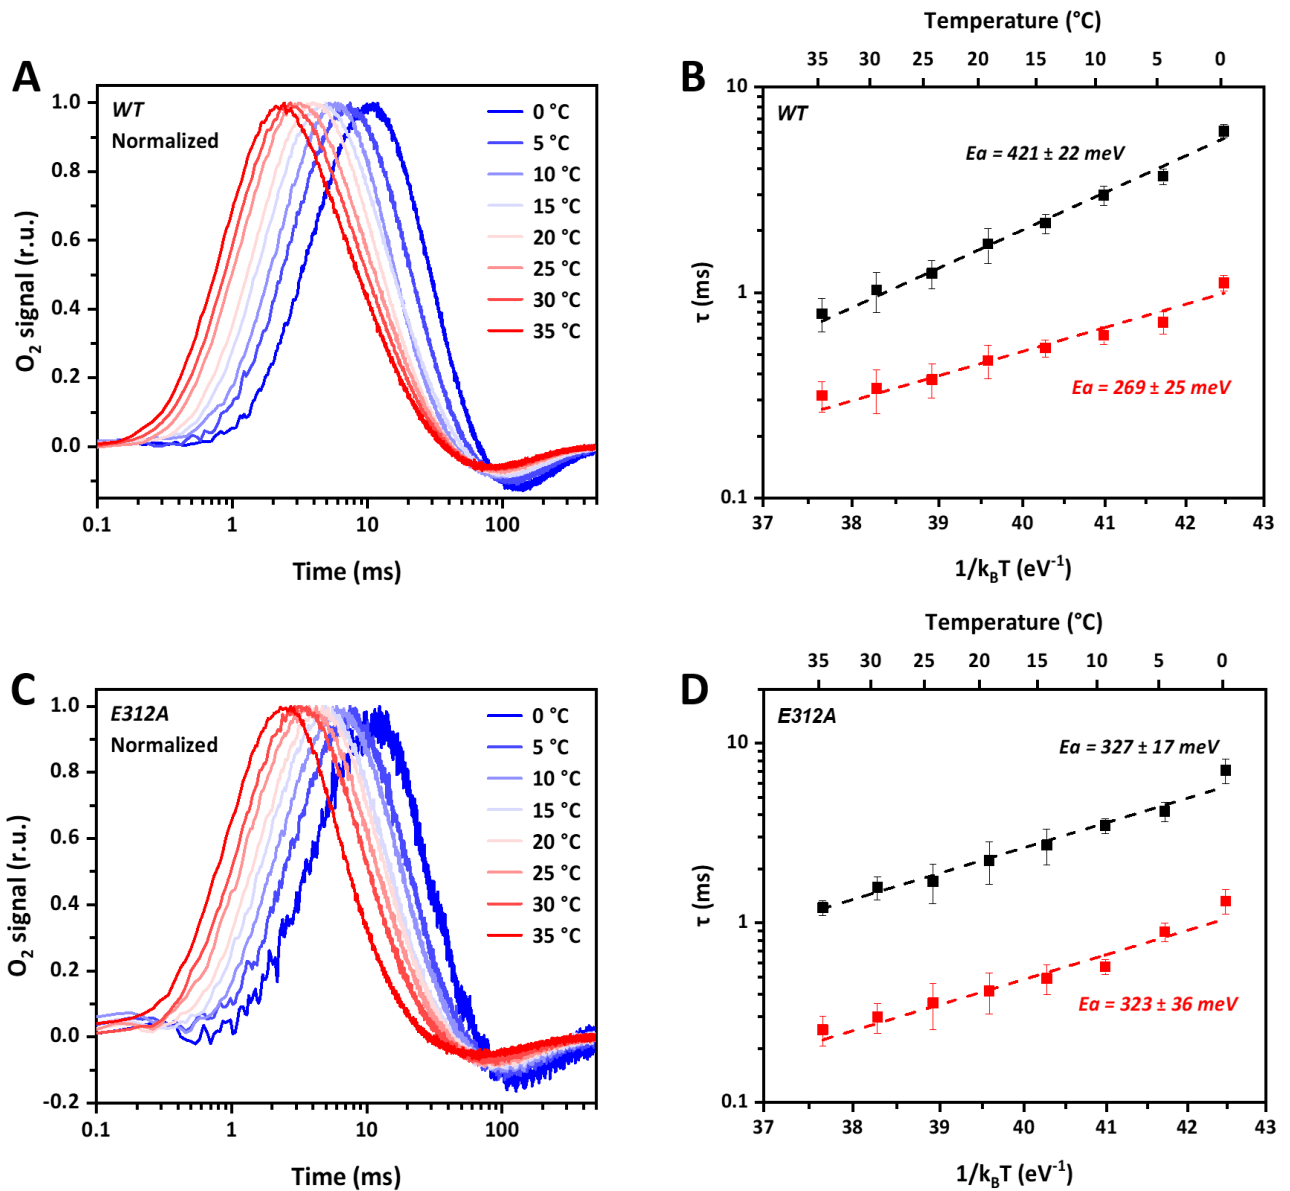 A
WT
Normalized
0 °C
5 °C
10 °C
15 °C
20 °C
25 °C
30 °C
35 °C
1.0
0.8
0.6
0.4
0.2
0.0
O2 signal (r.u.)
0.1 1 10 100
Time (ms)
B
Temperature (°C)
35 30 25 20 15 10 5 0
WT
Ea = 421 ± 22 meV
Ea = 269 ± 25 meV
10
1
0.1
τ (ms)
37 38 39 40 41 42 43
1/kBT (eV-1)
C
E312A
Normalized
0 °C
5 °C
10 °C
15 °C
20 °C
25 °C
30 °C
35 °C
1.0
0.8
0.6
0.4
0.2
0.0
-0.2
O2 signal (r.u.)
0.1 1 10 100
Time (ms)
D
Temperature (°C)
35 30 25 20 15 10 5 0
E312A
Ea = 327 ± 17 meV
Ea = 323 ± 36 meV
10
1
0.1
τ (ms)
37 38 39 40 41 42 43
1/kBT (eV-1)